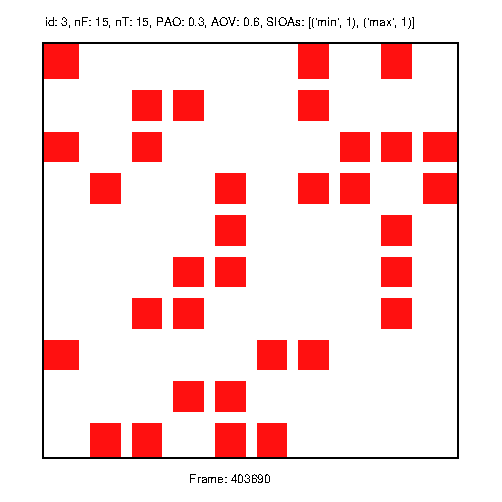 id: 3, nF: 15, nT: 15, PAO: 0.3, AOV: 0.6, SIOAs: [('min', 1), ('max', 1)]
Frame: 403690